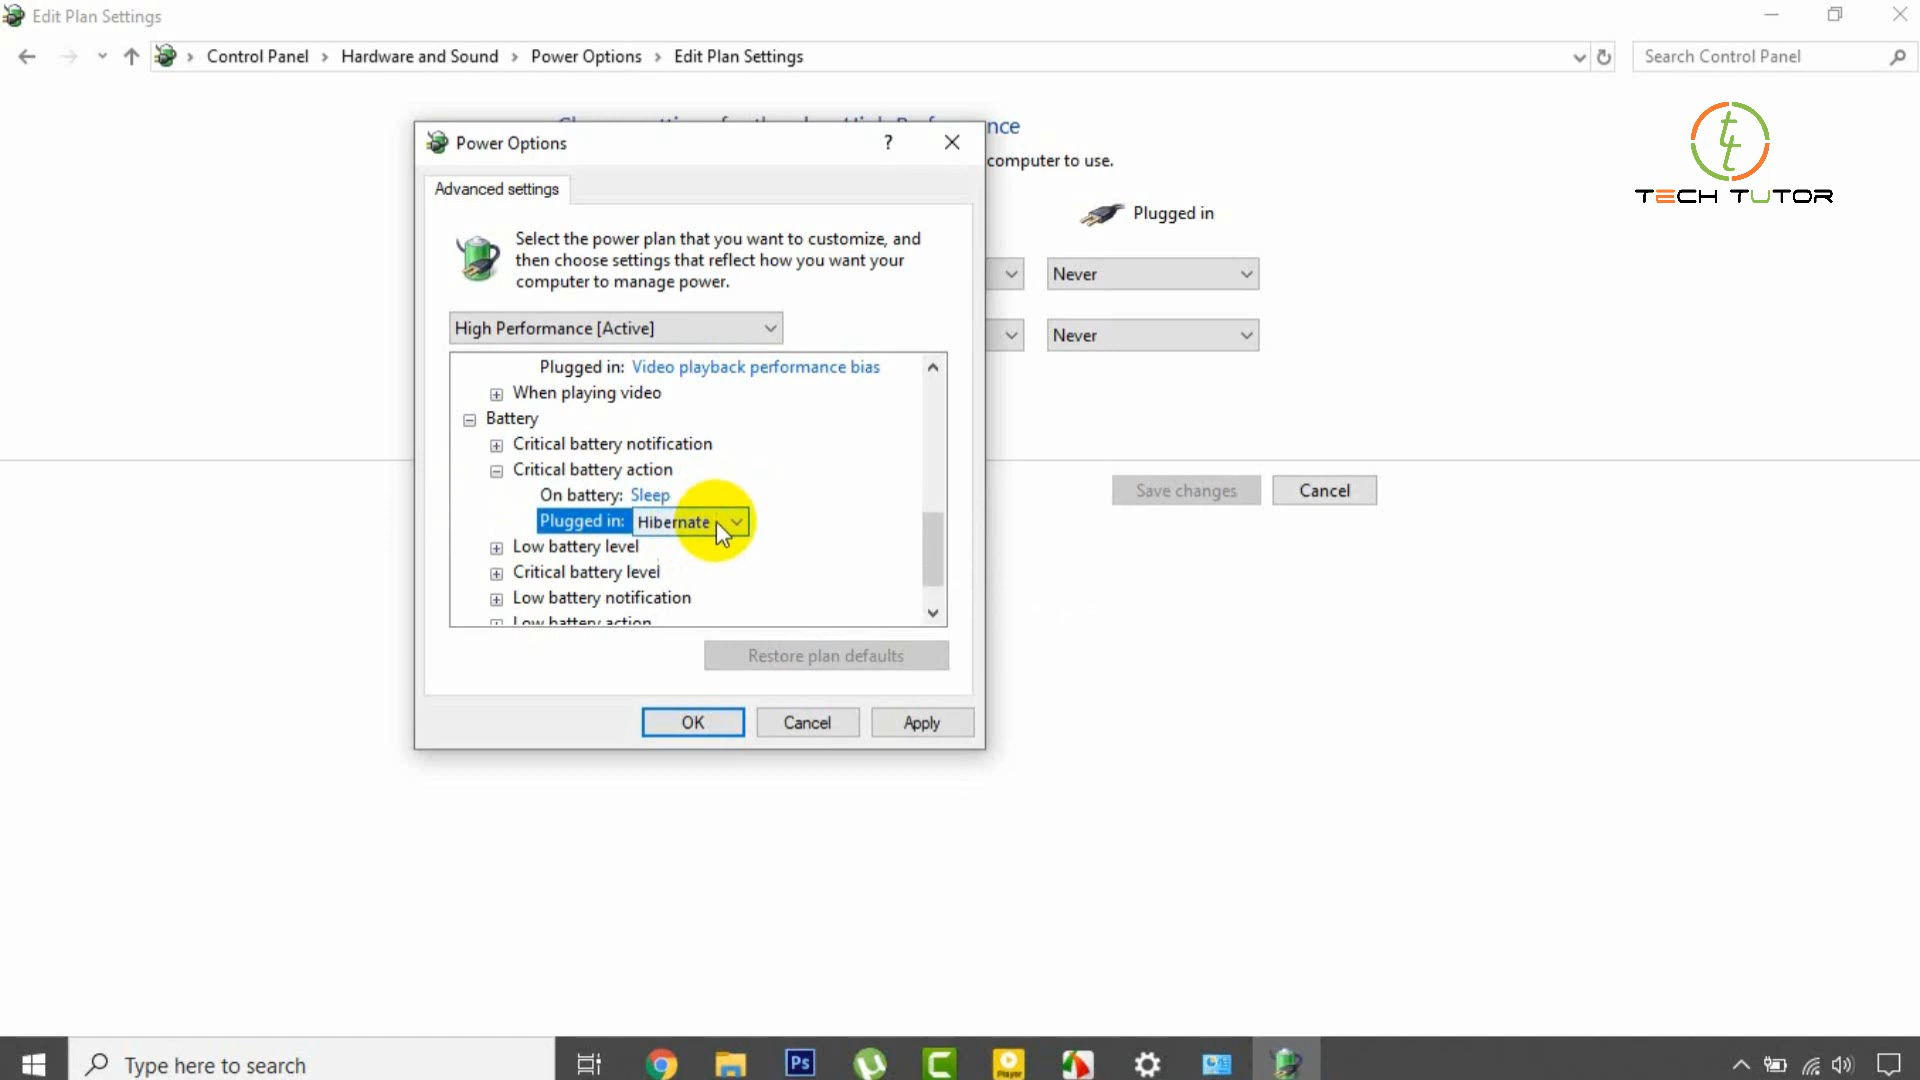 Edit Plan Settings
Control Panel > Hardware and Sound > Power Options > Edit Plan Settings
Search Control Panel
nce
computer to use.
TECH TUTOR
Plugged in
Never
Never
Save changes
Cancel
Power Options
?
Advanced settings
Select the power plan that you want to customize, and
then choose settings that reflect how you want your
computer to manage power.
High Performance [Active]
Plugged in: Video playback performance bias
When playing video
Battery
Critical battery notification
Critical battery action
On battery: Sleep
Plugged in: Hibernate
Low battery level
Critical battery level
Low battery notification
Low battery action
Restore plan defaults
OK
Cancel
Apply
Type here to search
Ps
Player